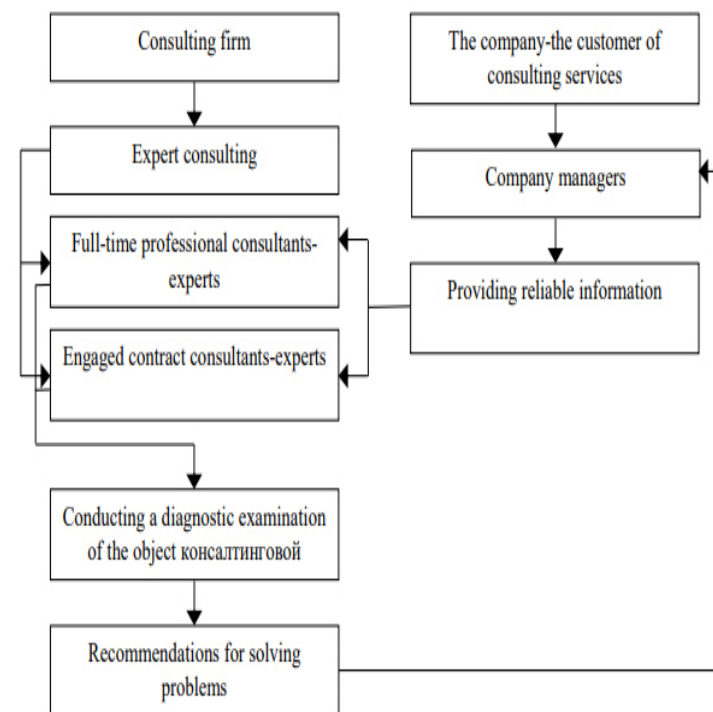 Consulting firm
The company-the customer of
consulting services
Expert consulting
Company managers
Full-time professional consultants-
experts
Providing reliable information
Engaged contract consultants-experts
Conducting a diagnostic examination
of the object консалтинговой
Recommendations for solving
problems